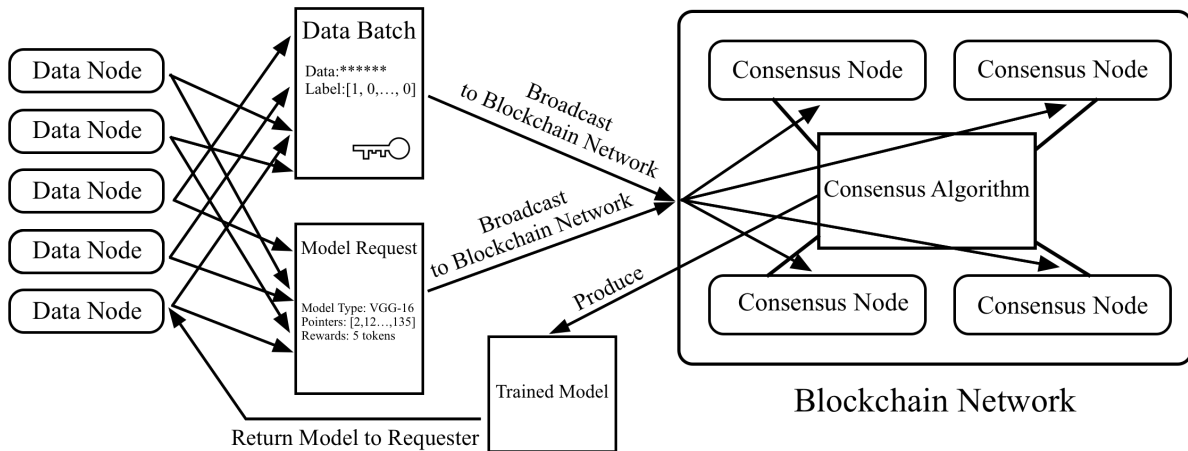 Data Node
Data Node
Data Node
Data Node
Data Node
Data Batch
Data:******
Label:[1, 0,…, 0]
Model Request
Model Type: VGG-16
Pointers: [2,12…,135]
Rewards: 5 tokens
Broadcast
to Blockchain Network
Broadcast
to Blockchain Network
Consensus Node
Consensus Node
Consensus Algorithm
Consensus Node
Consensus Node
Blockchain Network
Produce
Trained Model
Return Model to Requester